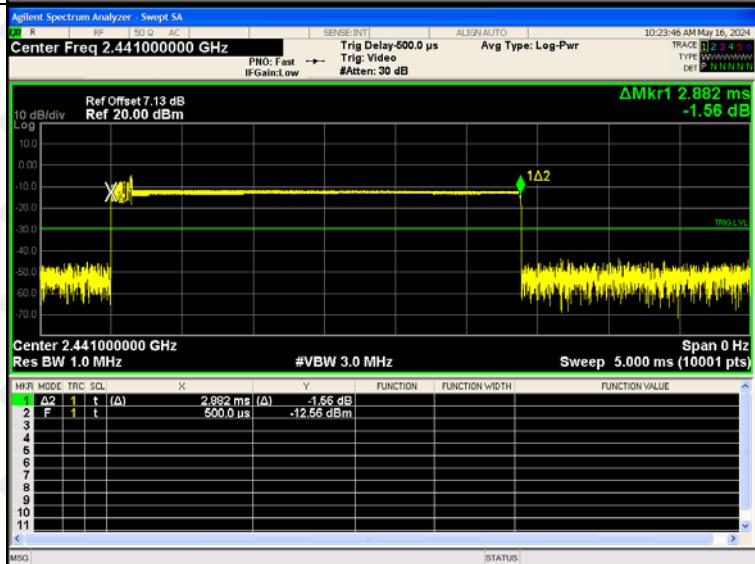 Agilent Spectrum Analyzer - Swept SA
R RF 50 Ω AC SENSE:INT ALIGN AUTO 10:23:46 AM May 16, 2024
Center Freq 2.441000000 GHz
PNO: Fast
IFGain:Low
Trig Delay-500.0 µs
Trig: Video
#Atten: 30 dB
Avg Type: Log-Pwr
TRACE 1 2 3 4 5 6
TYPE WWWWWW
DET P N N N N N
ΔMkr1 2.882 ms
-1.56 dB
Ref Offset 7.13 dB
10 dB/div Ref 20.00 dBm
Log
10.0
0.00
-10.0
1Δ2
-20.0
-30.0
TRIG LVL
-40.0
-50.0
-60.0
-70.0
Center 2.441000000 GHz Span 0 Hz
Res BW 1.0 MHz #VBW 3.0 MHz Sweep 5.000 ms (10001 pts)
MKR MODE TRC SCL X Y FUNCTION FUNCTION WIDTH FUNCTION VALUE
1 Δ2 1 t (Δ) 2.882 ms (Δ) -1.56 dB
2 F 1 t 500.0 µs -12.56 dBm
3
4
5
6
7
8
9
10
11
MSG STATUS